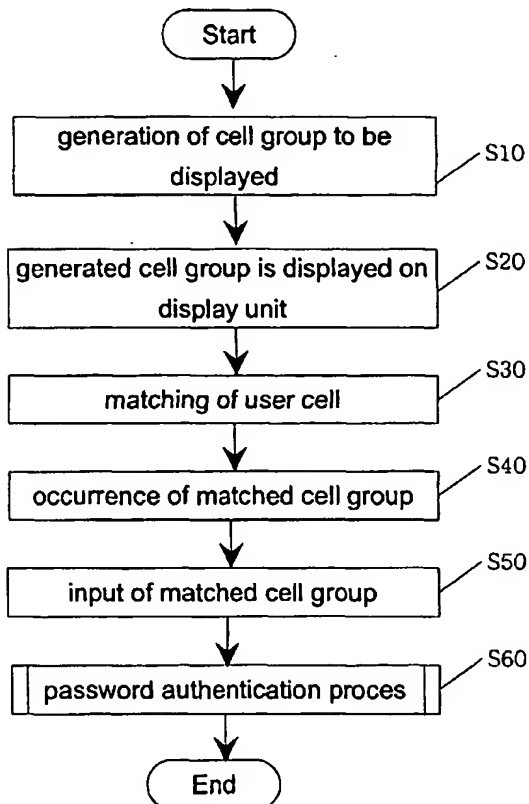 Start
generation of cell group to be
displayed
S10
generated cell group is displayed on
display unit
S20
matching of user cell
S30
occurrence of matched cell group
S40
input of matched cell group
S50
password authentication proces
S60
End